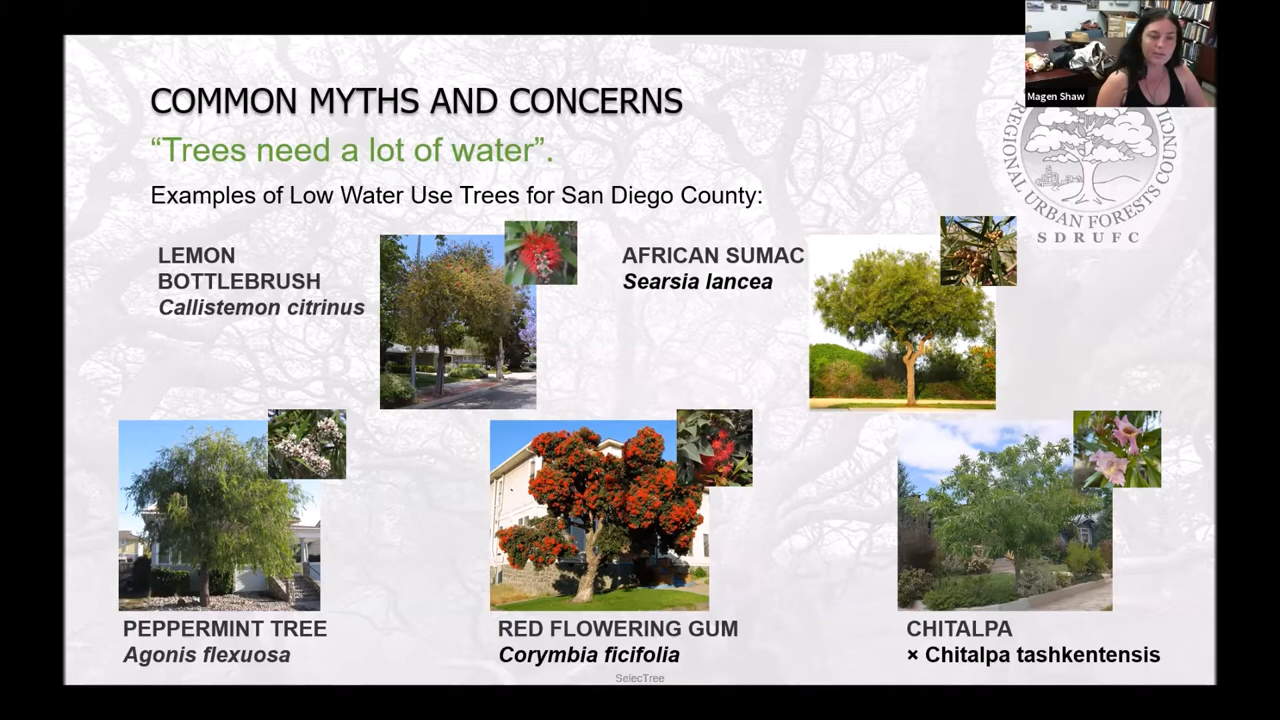 Magen Shaw
COMMON MYTHS AND CONCERNS
“Trees need a lot of water”.
Examples of Low Water Use Trees for San Diego County:
REGIONAL URBAN FORESTS COUNCIL
SDRUFC
LEMON
BOTTLEBRUSH
Callistemon citrinus
AFRICAN SUMAC
Searsia lancea
PEPPERMINT TREE
Agonis flexuosa
RED FLOWERING GUM
Corymbia ficifolia
CHITALPA
× Chitalpa tashkentensis
SelecTree